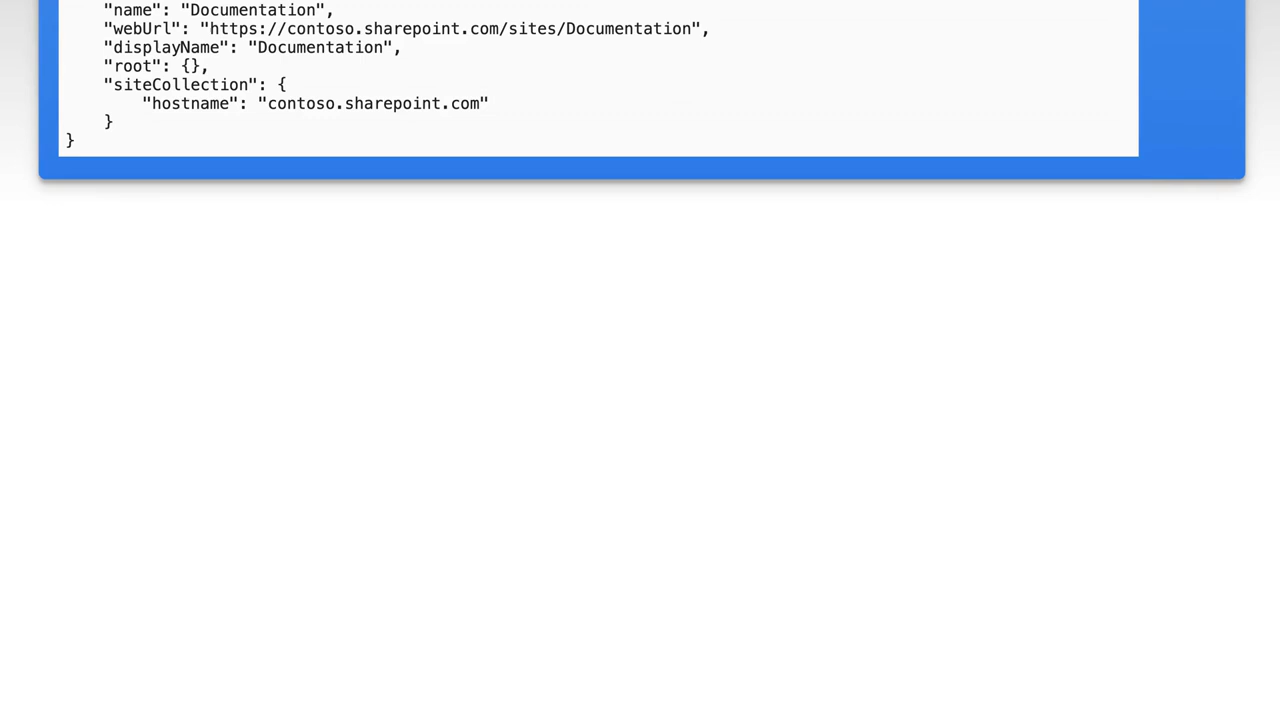 "name": "Documentation",
"webUrl": "https://contoso.sharepoint.com/sites/Documentation",
"displayName": "Documentation",
"root": {},
"siteCollection": {
"hostname": "contoso.sharepoint.com"
}
}